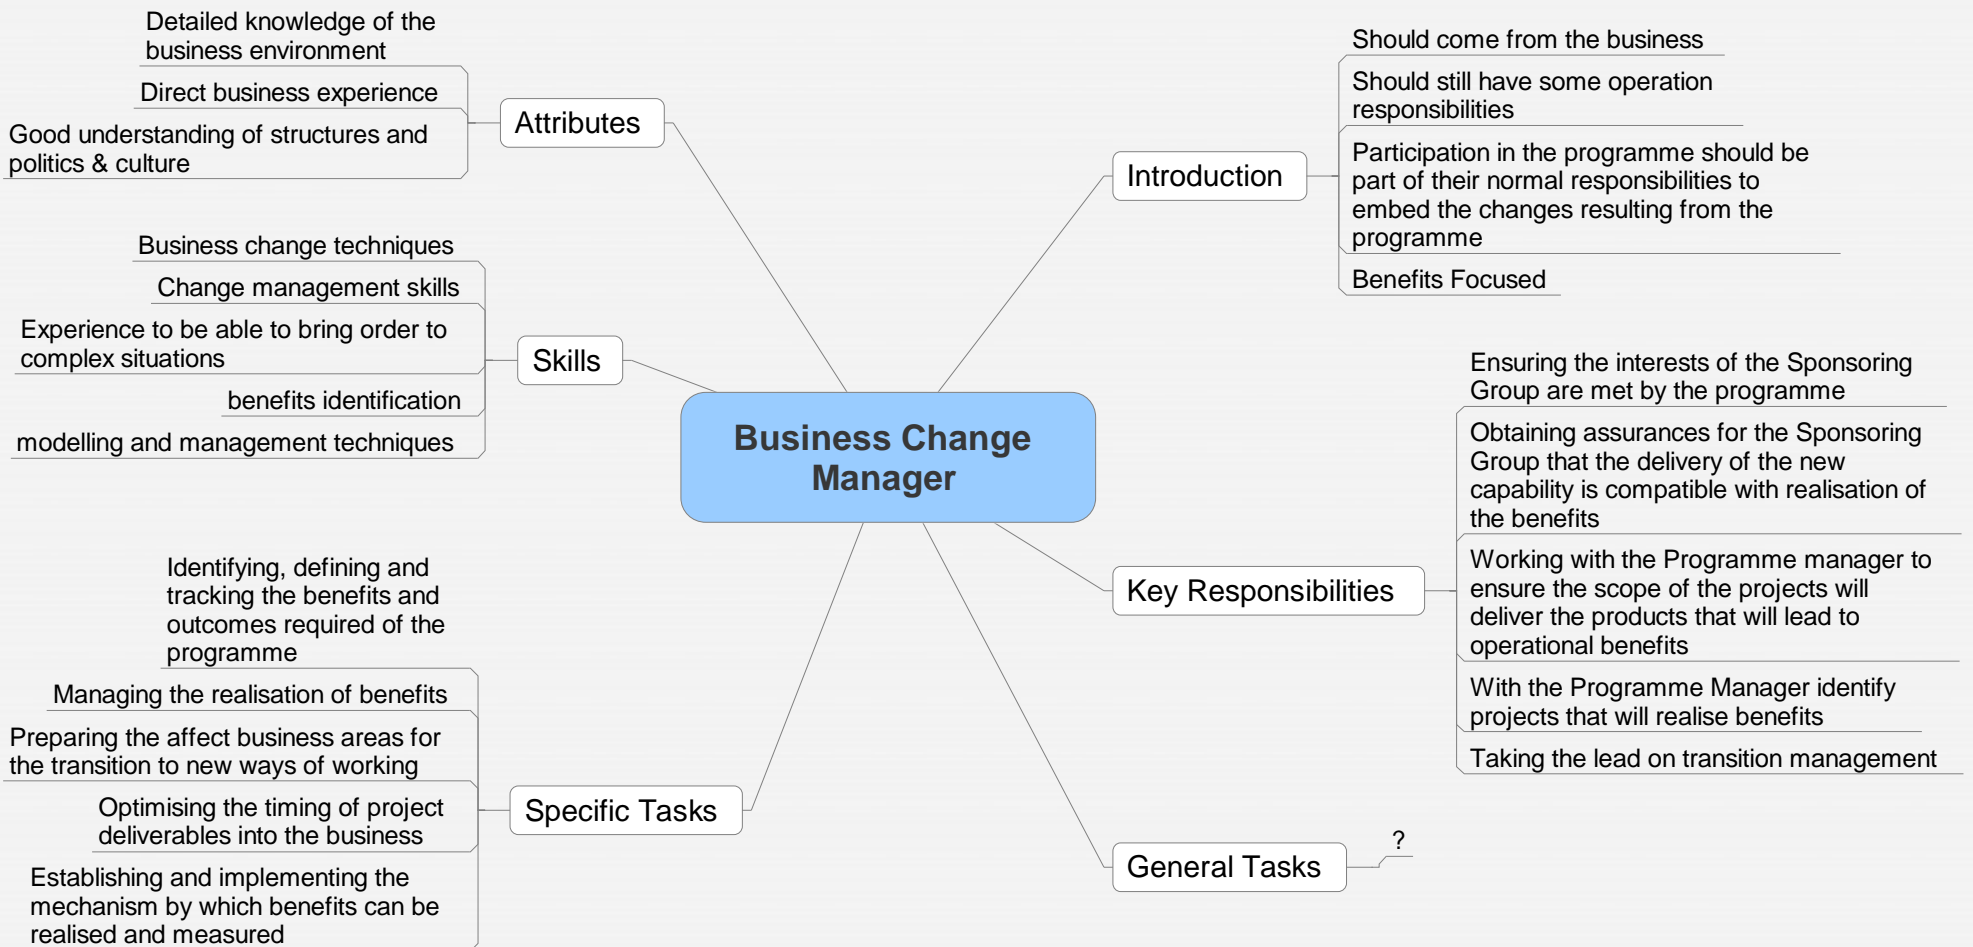 Business Change
Manager
Introduction
Should come from the business
Should still have some operation
responsibilities
Participation in the programme should be
part of their normal responsibilities to
embed the changes resulting from the
programme
Benefits Focused
Key Responsibilities
Ensuring the interests of the Sponsoring
Group are met by the programme
Obtaining assurances for the Sponsoring
Group that the delivery of the new
capability is compatible with realisation of
the benefits
Working with the Programme manager to
ensure the scope of the projects will
deliver the products that will lead to
operational benefits
With the Programme Manager identify
projects that will realise benefits
Taking the lead on transition management
General Tasks
?
Specific Tasks
Identifying, defining and
tracking the benefits and
outcomes required of the
programme
Managing the realisation of benefits
Preparing the affect business areas for
the transition to new ways of working
Optimising the timing of project
deliverables into the business
Establishing and implementing the
mechanism by which benefits can be
realised and measured
Skills
Business change techniques
Change management skills
Experience to be able to bring order to
complex situations
benefits identification
modelling and management techniques
Attributes
Detailed knowledge of the
business environment
Direct business experience
Good understanding of structures and
politics & culture